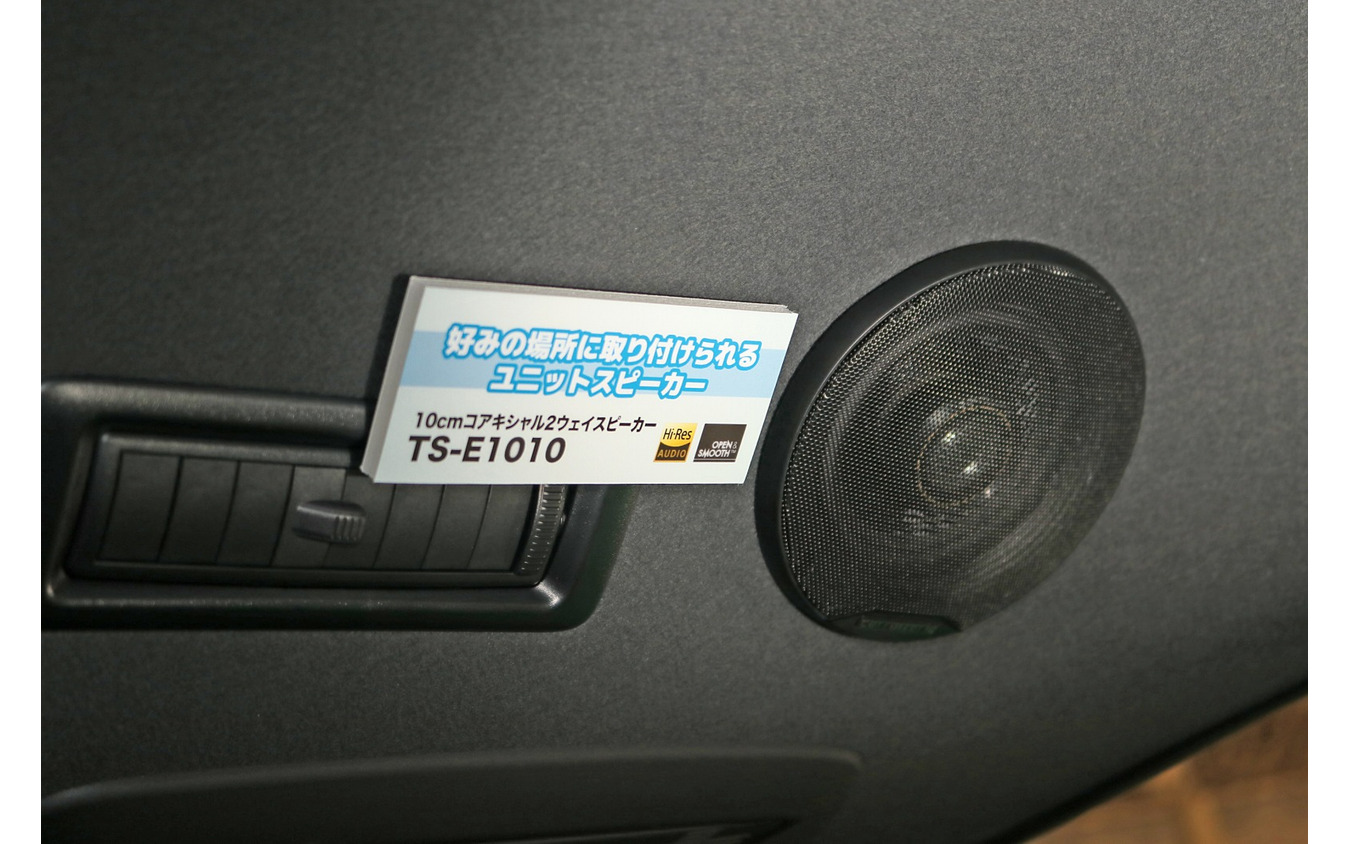 好みの場所に取り付けられる
ユニットスピーカー
10cmコアキシャル2ウェイスピーカー
TS-E1010
Hi-Res
AUDIO
OPEN &
SMOOTH™